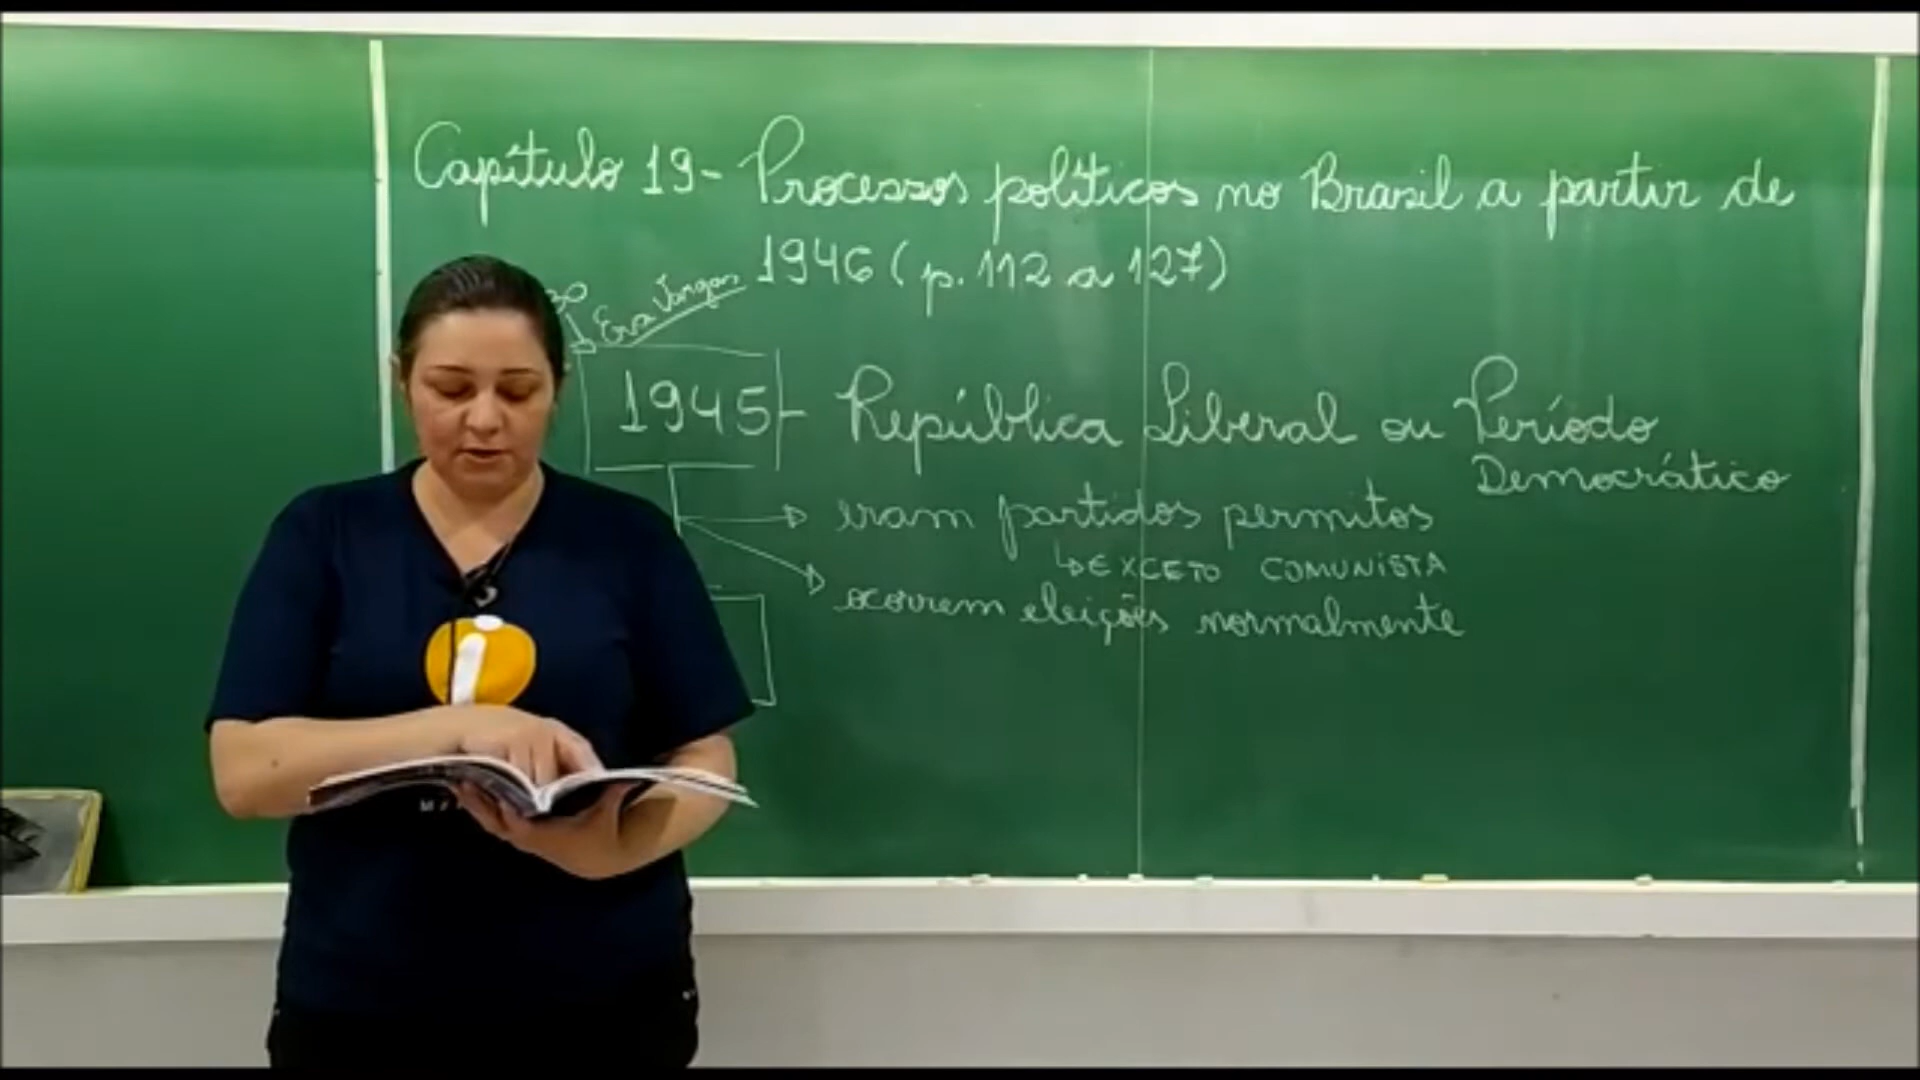 Capítulo 19- Processos políticos no Brasil a partir de
1946 (p. 112 a 127)
30
Era Vargas
1945 - República Liberal ou Período
Democrático
eram partidos permitos
↳ EXCETO COMUNISTA
ocorrem eleições normalmente
i